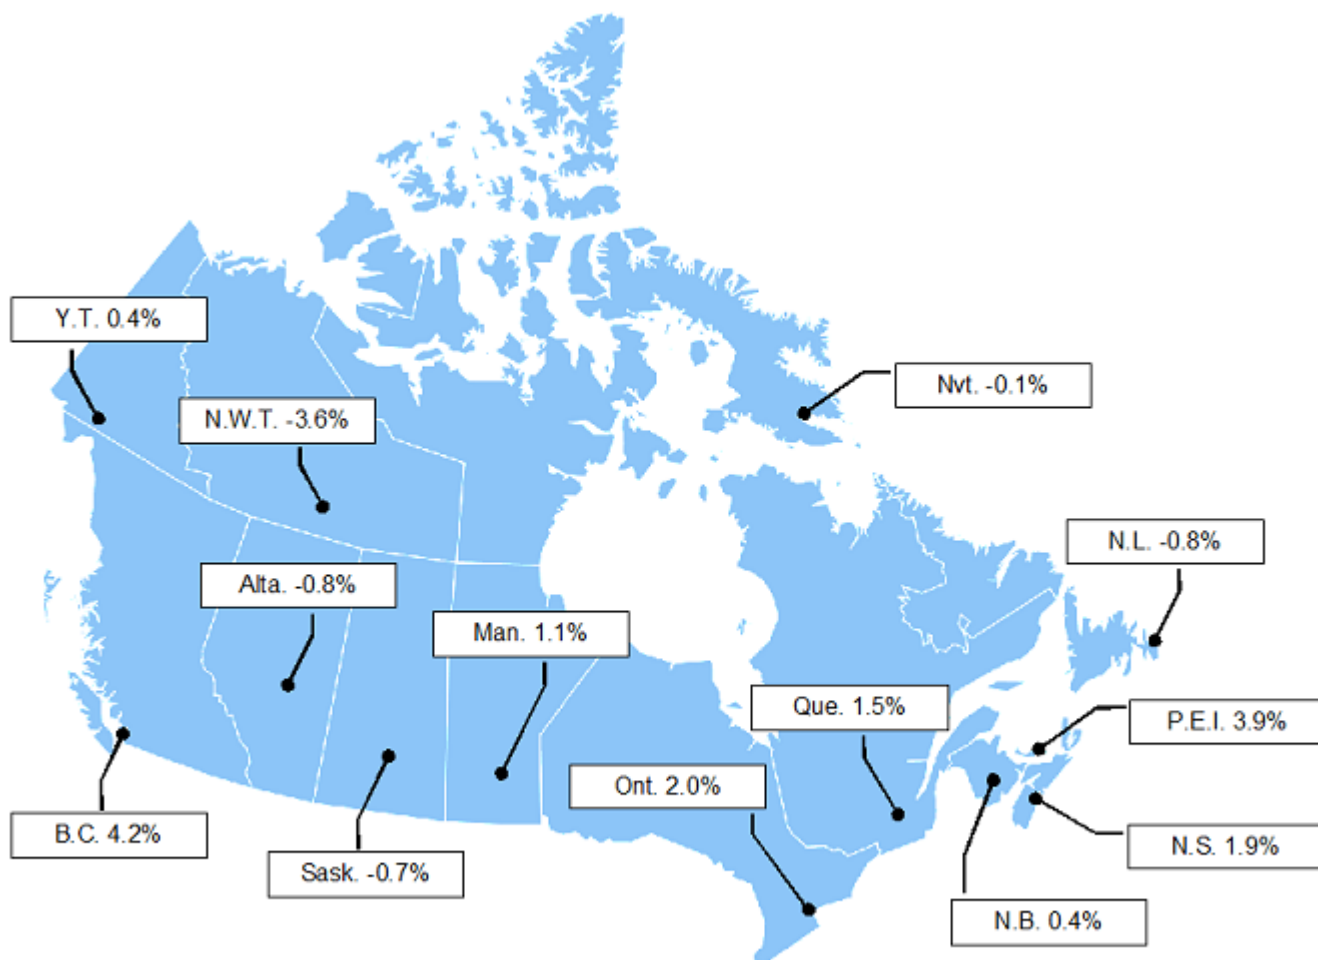 Y.T. 0.4%
Nvt. -0.1%
N.W.T. -3.6%
N.L. -0.8%
Alta. -0.8%
Man. 1.1%
Que. 1.5%
P.E.I. 3.9%
Ont. 2.0%
B.C. 4.2%
N.S. 1.9%
Sask. -0.7%
N.B. 0.4%